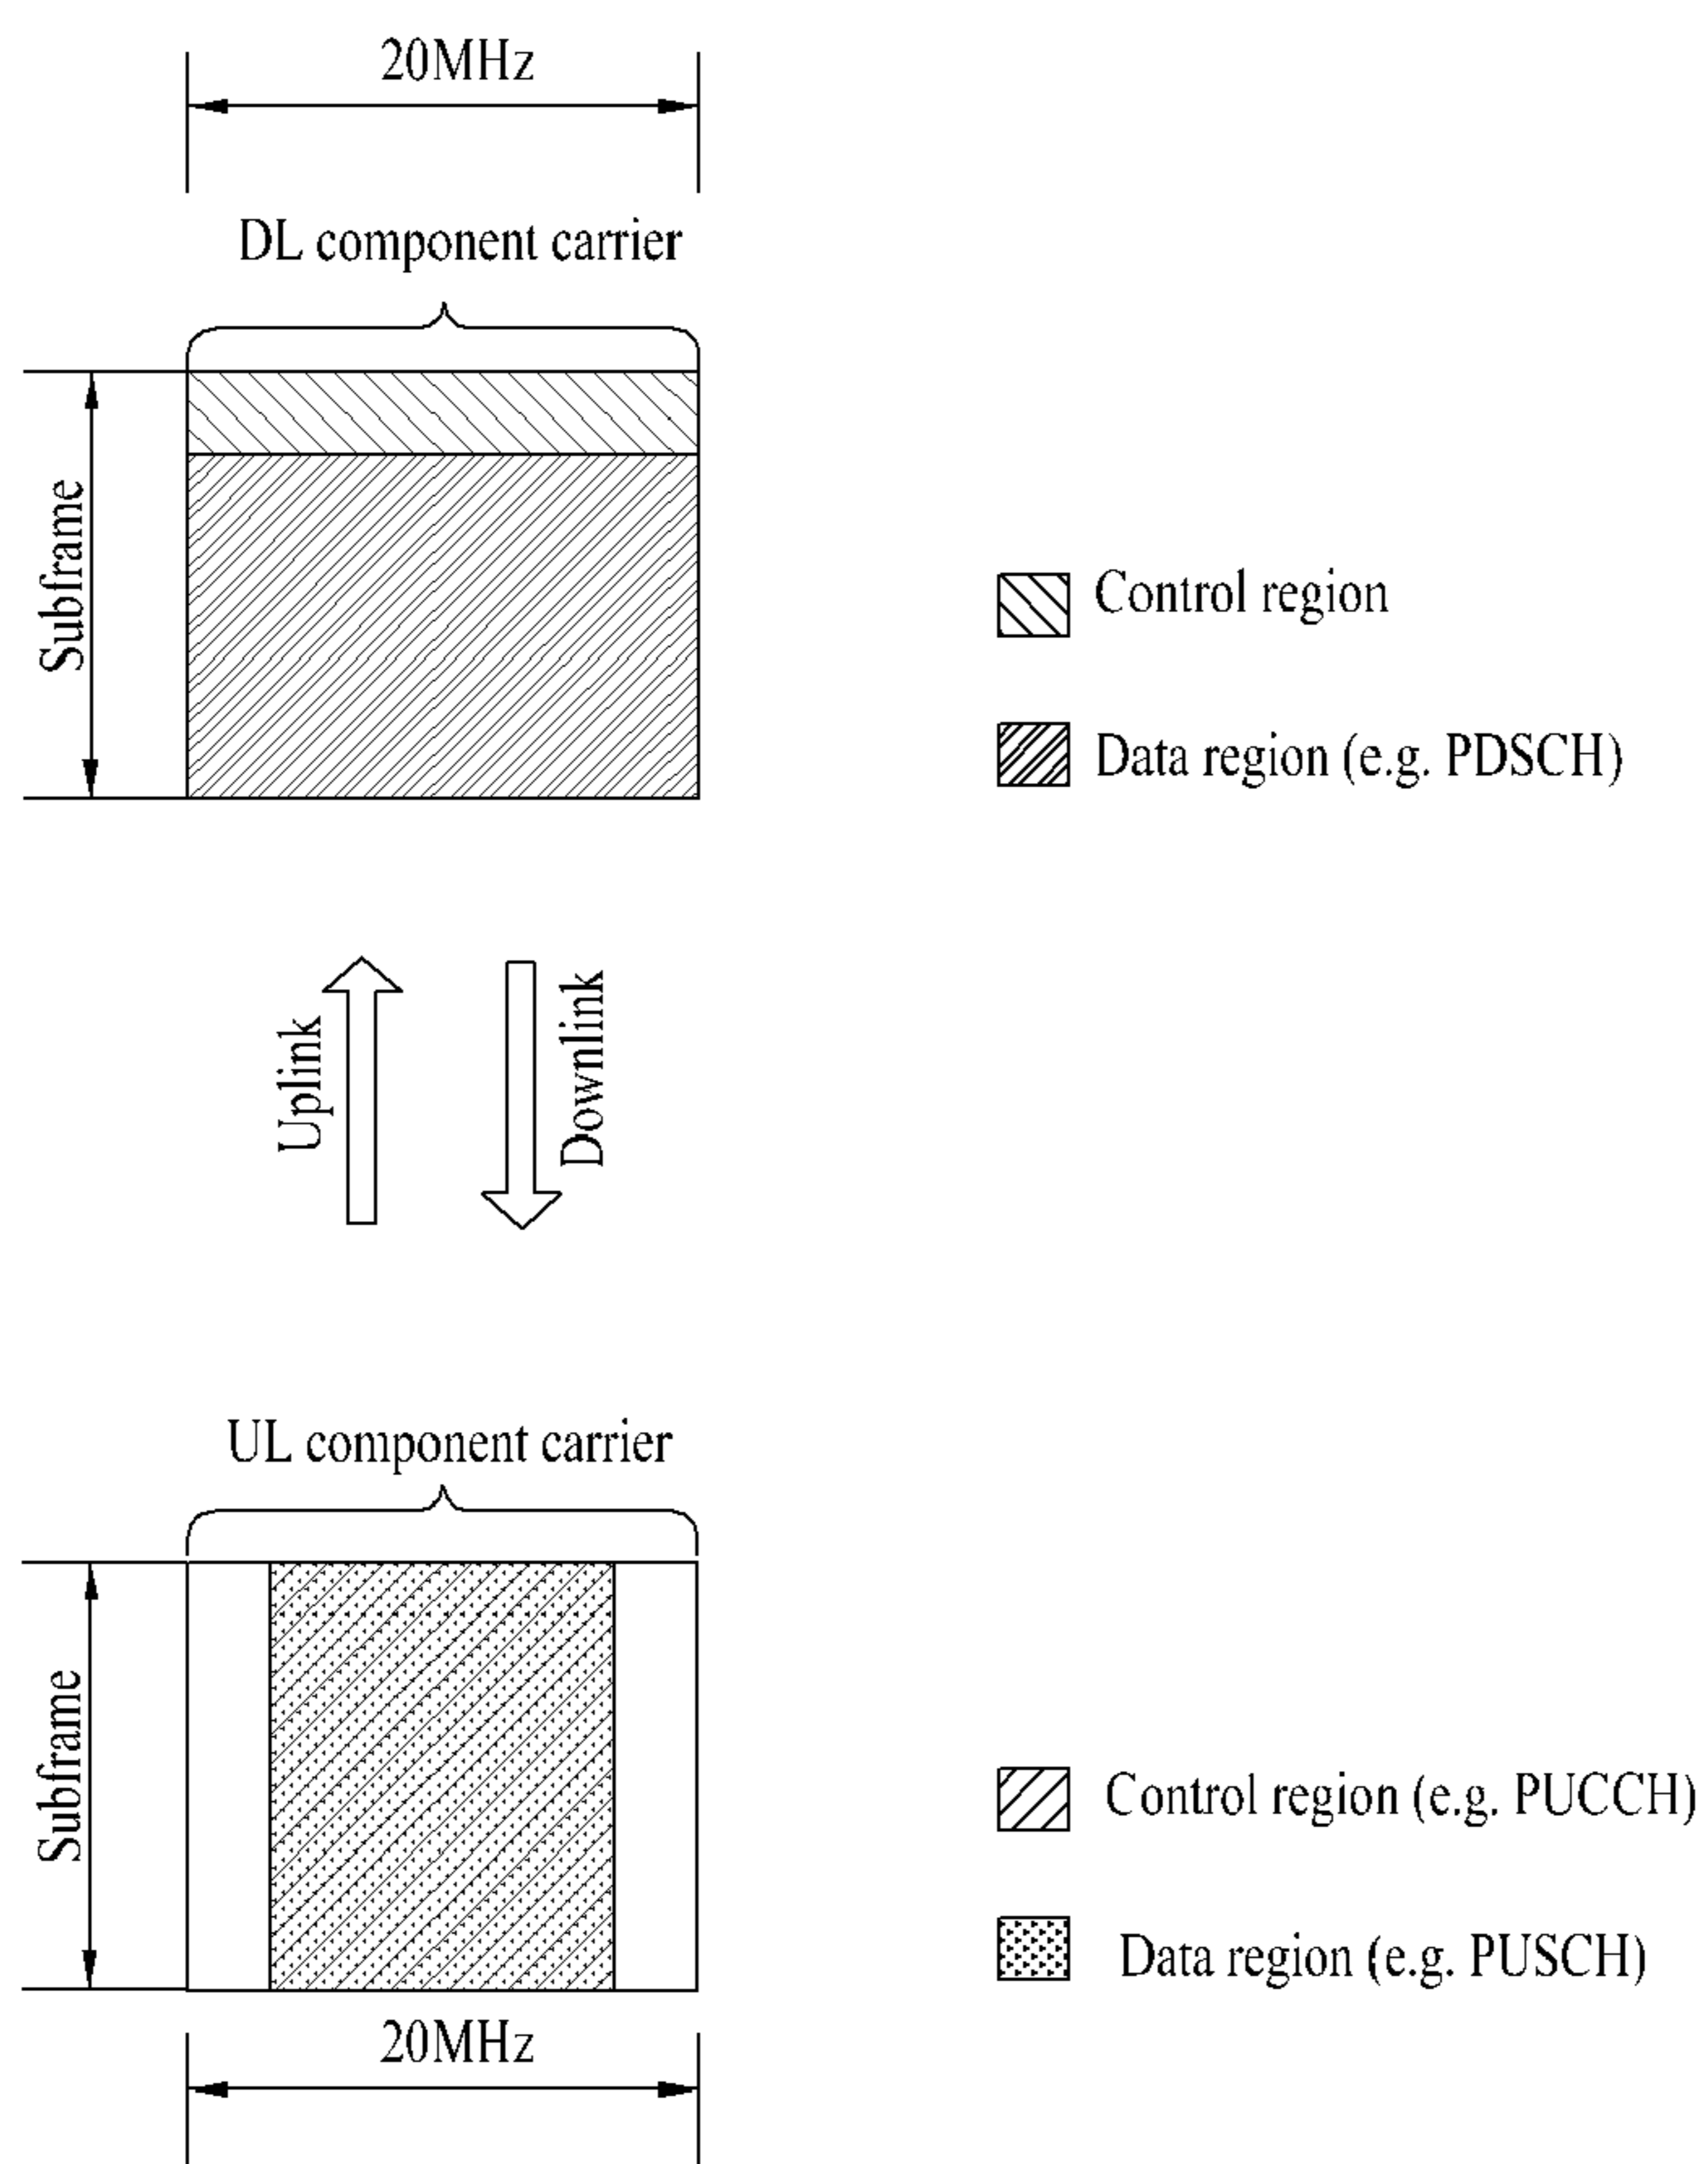 20MHz
DL component carrier
Subframe
Control region
Data region (e.g. PDSCH)
Uplink
Downlink
UL component carrier
Subframe
Control region (e.g. PUCCH)
Data region (e.g. PUSCH)
20MHz